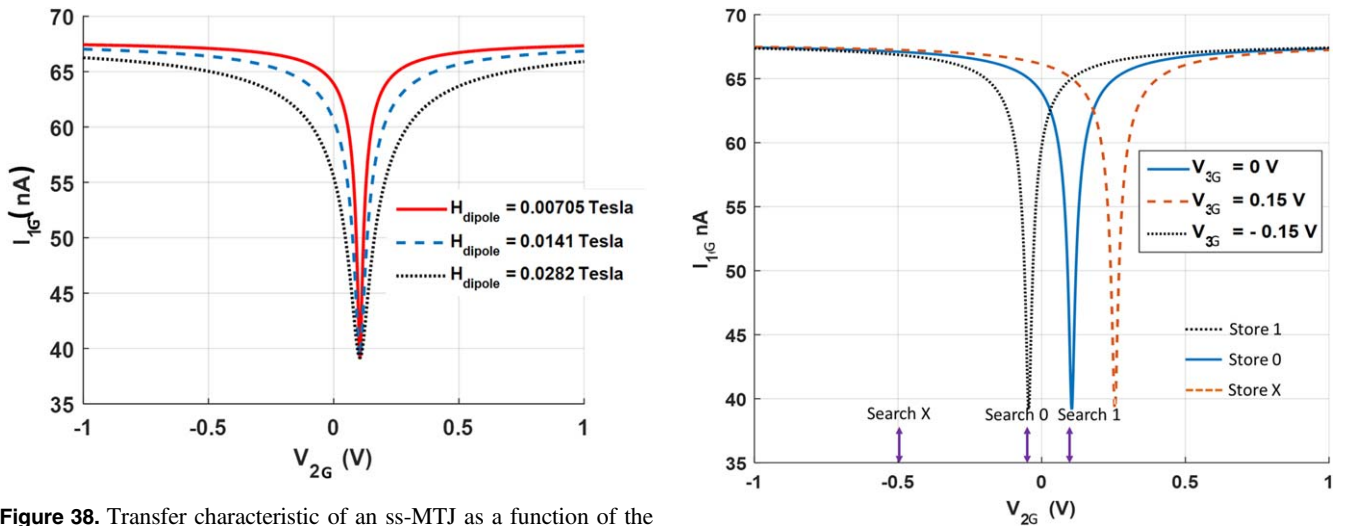 70
65
60
55
50
45
40
35
I1G(nA)
-1 -0.5 0 0.5 1
V2G (V)
Hdipole = 0.00705 Tesla
Hdipole = 0.0141 Tesla
Hdipole = 0.0282 Tesla
Figure 38. Transfer characteristic of an ss-MTJ as a function of the
70
65
60
55
50
45
40
35
I1G nA
V3G = 0 V
V3G = 0.15 V
V3G = - 0.15 V
Store 1
Store 0
Store X
Search X Search 0 Search 1
-1 -0.5 0 0.5 1
V2G (V)